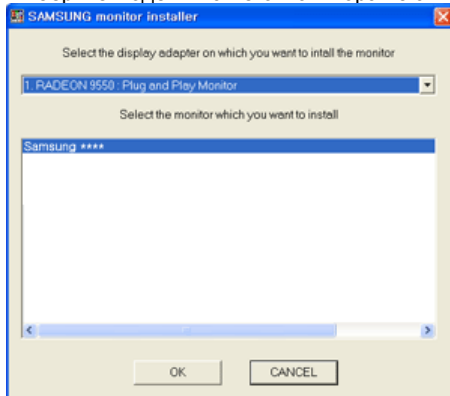 SAMSUNG monitor installer
Select the display adapter on which you want to intall the monitor
1. RADEON 9550 : Plug and Play Monitor
Select the monitor which you want to install
Samsung ****
OK
CANCEL